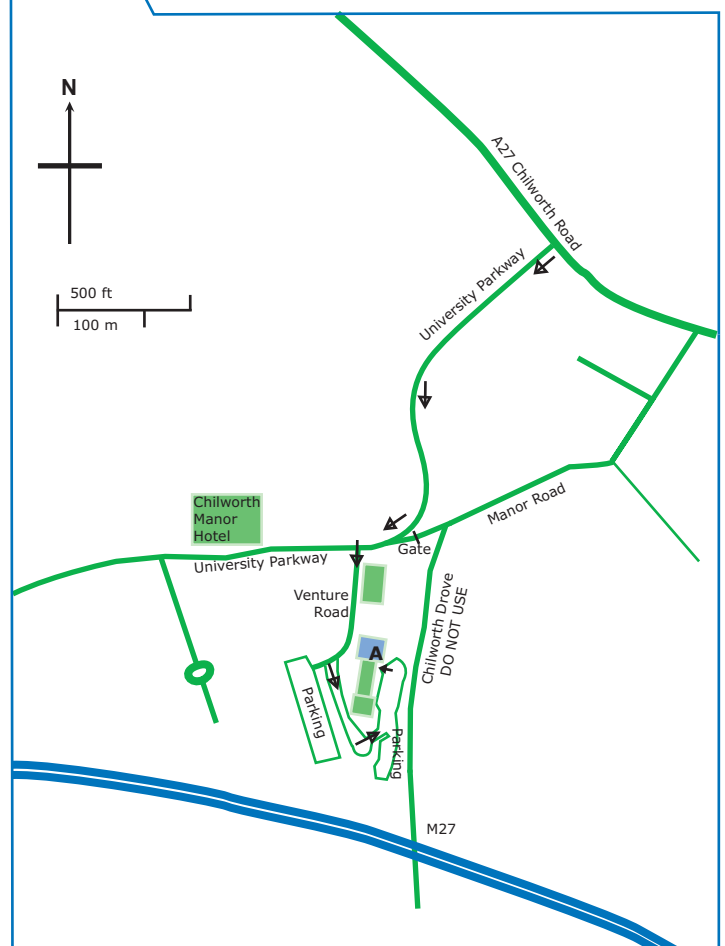 N
A27 Chilworth Road
University Parkway
500 ft
100 m
Chilworth
Manor
Hotel
Manor Road
Gate
University Parkway
Venture
Road
Chilworth Drove
DO NOT USE
A
Parking
Parking
M27